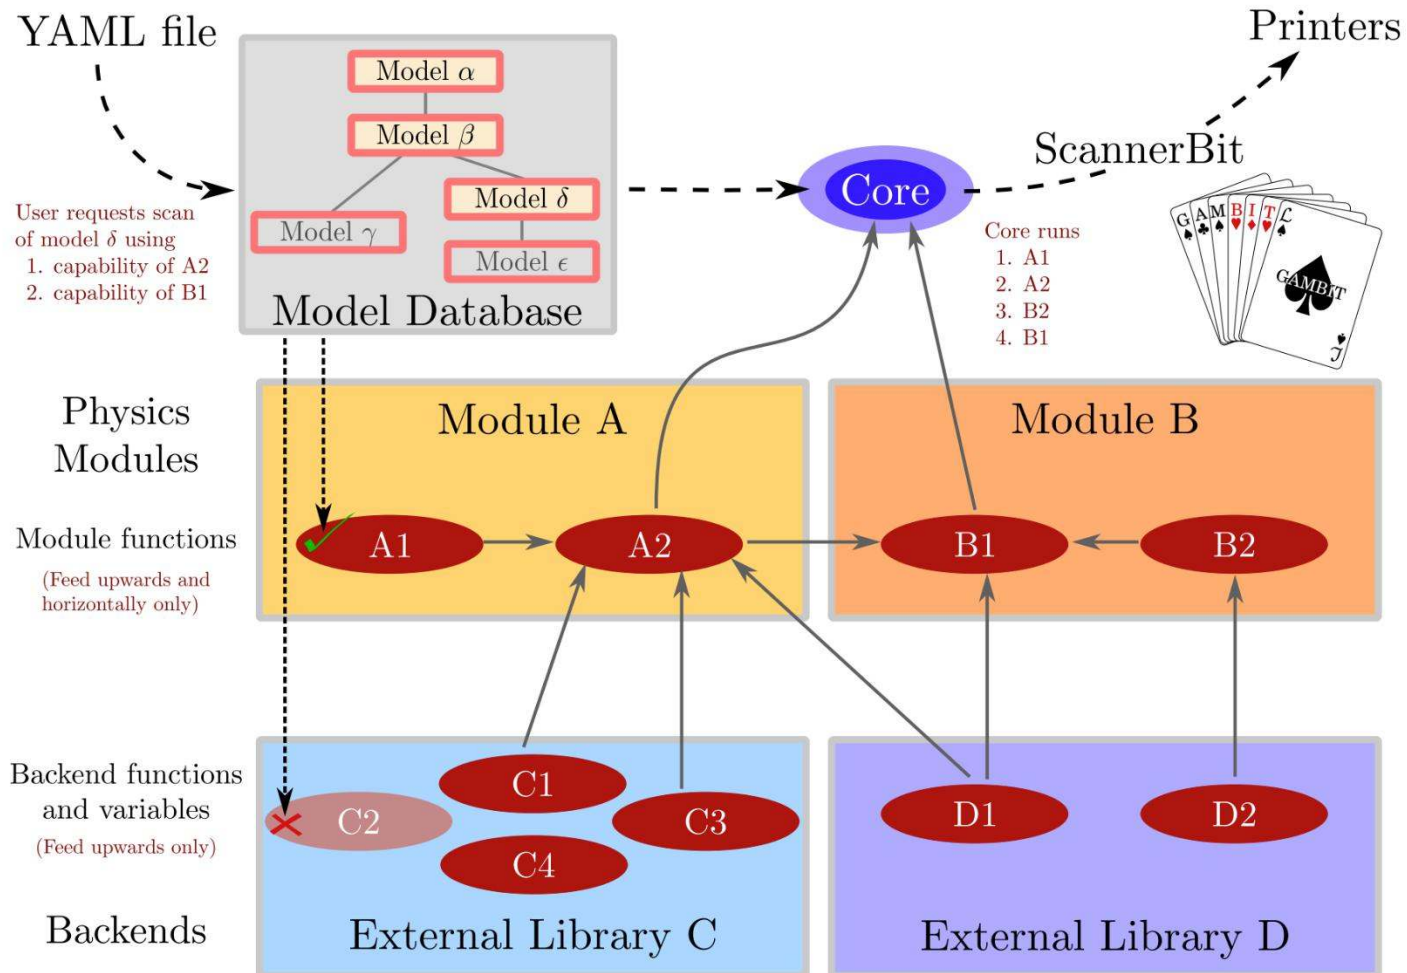 YAML file
Printers
Model α
Model β
Model δ
Model γ
Model ϵ
Model Database
User requests scan
of model δ using
1. capability of A2
2. capability of B1
Core
ScannerBit
Core runs
1. A1
2. A2
3. B2
4. B1
G A M B I T L
GAMBIT
J
Physics
Modules
Module A
Module B
Module functions
(Feed upwards and
horizontally only)
A1
A2
B1
B2
Backend functions
and variables
(Feed upwards only)
C1
C2
C3
C4
D1
D2
Backends
External Library C
External Library D